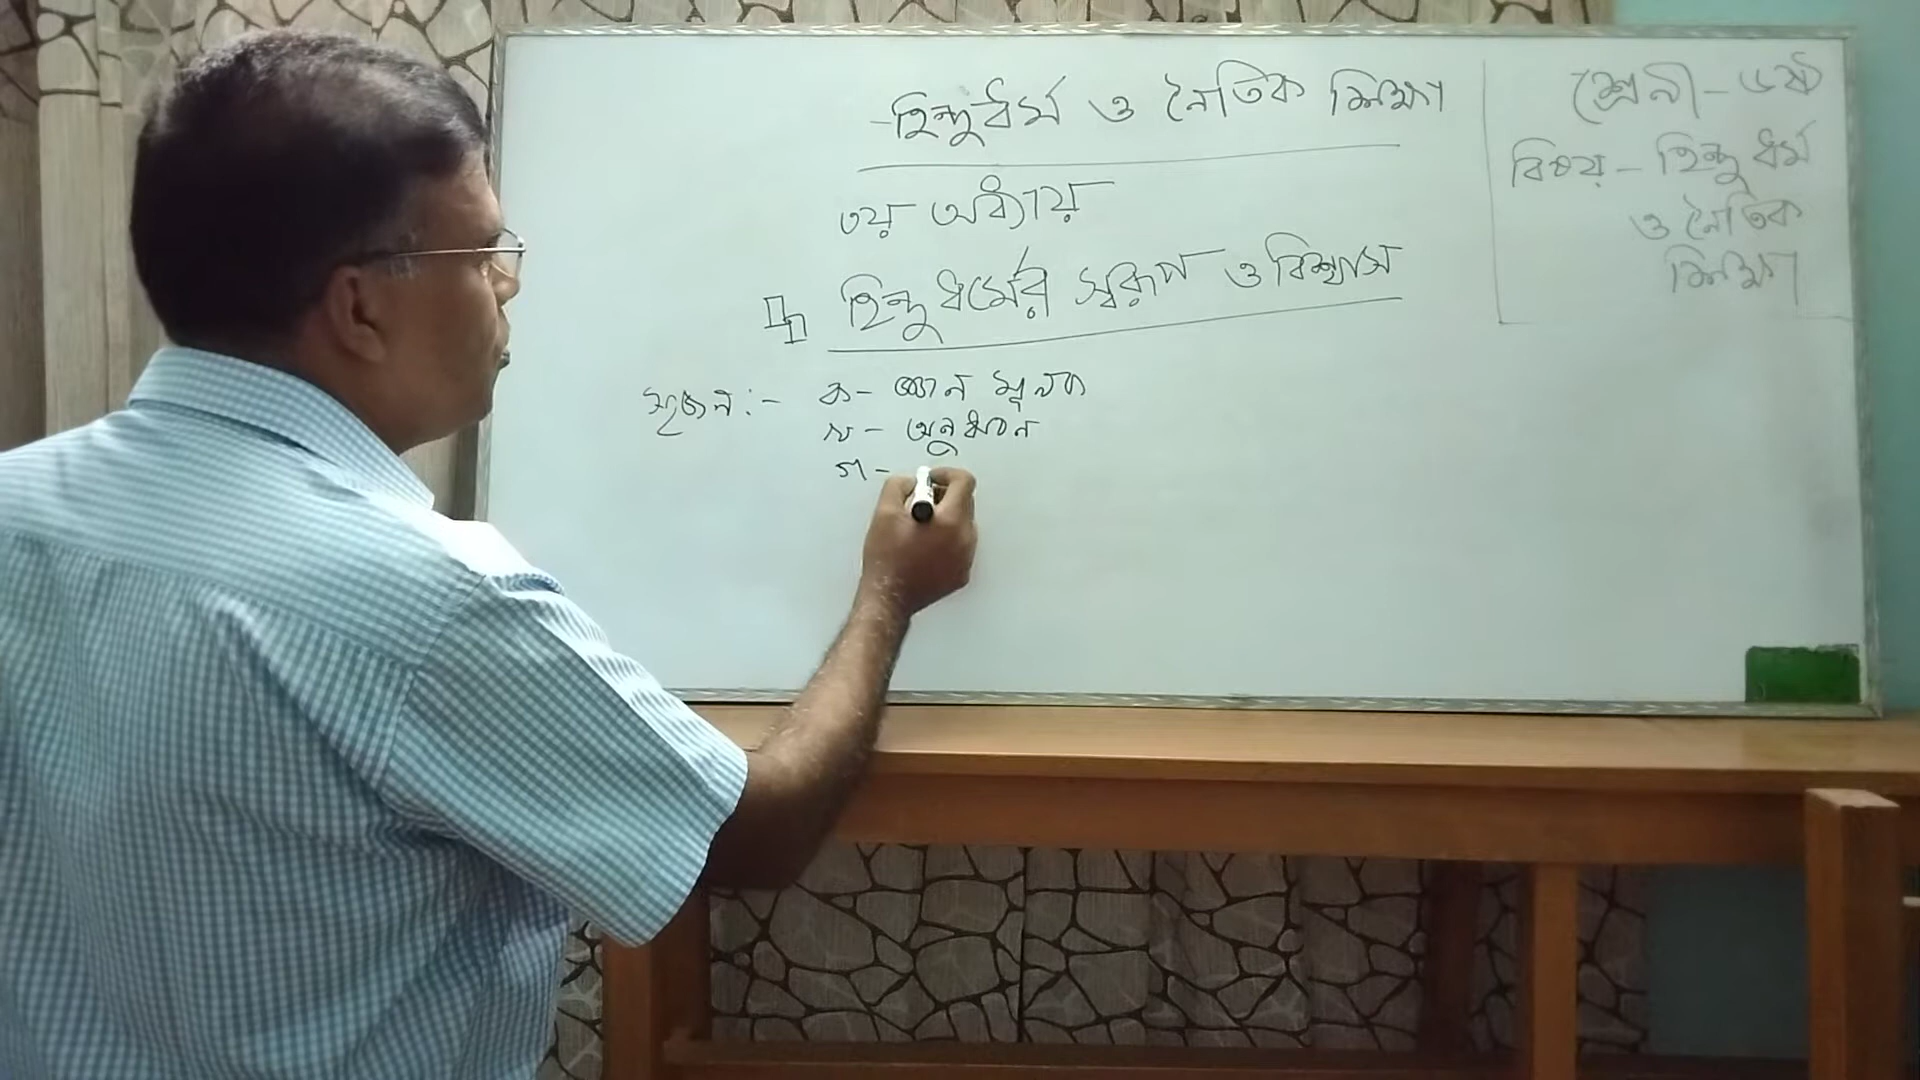 হিন্দুধর্ম ও নৈতিক শিক্ষা
৩য় অধ্যায়
হিন্দুধর্মের স্বরূপ ও বিশ্বাস
সৃজন :-
ক - জ্ঞান মূলক
খ - অনুধাবন
গ -
শ্রেনী - ৬ষ্ঠ
বিষয় - হিন্দু ধর্ম
ও নৈতিক
শিক্ষা